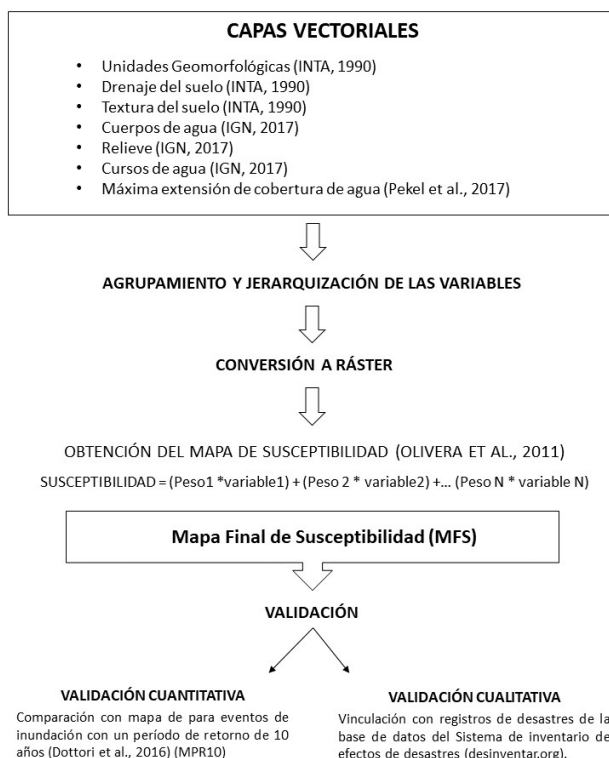 CAPAS VECTORIALES
• Unidades Geomorfológicas (INTA, 1990)
• Drenaje del suelo (INTA, 1990)
• Textura del suelo (INTA, 1990)
• Cuerpos de agua (IGN, 2017)
• Relieve (IGN, 2017)
• Cursos de agua (IGN, 2017)
• Máxima extensión de cobertura de agua (Pekel et al., 2017)
AGRUPAMIENTO Y JERARQUIZACIÓN DE LAS VARIABLES
CONVERSIÓN A RÁSTER
OBTENCIÓN DEL MAPA DE SUSCEPTIBILIDAD (OLIVERA ET AL., 2011)
SUSCEPTIBILIDAD = (Peso1 *variable1) + (Peso 2 * variable2) +... (Peso N * variable N)
Mapa Final de Susceptibilidad (MFS)
VALIDACIÓN
VALIDACIÓN CUANTITATIVA
Comparación con mapa de para eventos de
inundación con un período de retorno de 10
años (Dottori et al., 2016) (MPR10)
VALIDACIÓN CUALITATIVA
Vinculación con registros de desastres de la
base de datos del Sistema de inventario de
efectos de desastres (desinventar.org).